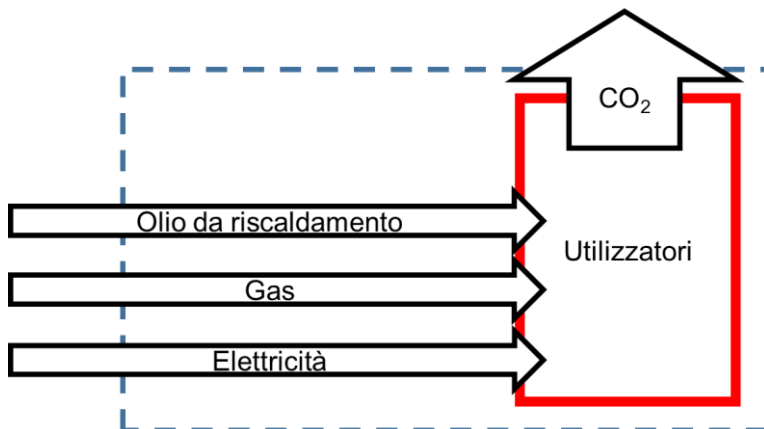 CO₂
Olio da riscaldamento
Utilizzatori
Gas
Elettricità